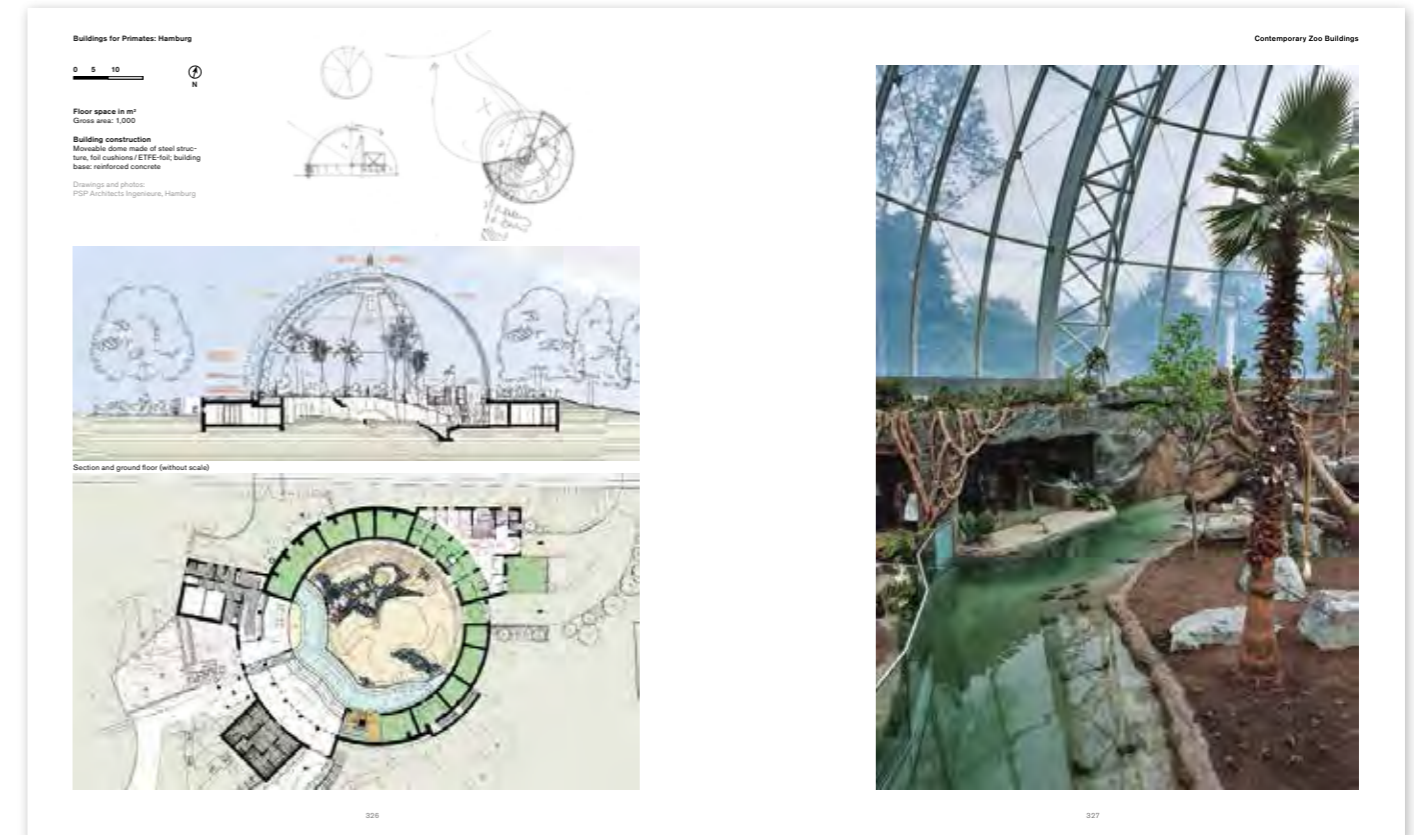 Buildings for Primates: Hamburg
0 5 10
N
Floor space in m²
Gross area: 1,000
Building construction
Moveable dome made of steel struc-
ture, foil cushions / ETFE-foil; building
base: reinforced concrete
Drawings and photos:
PSP Architects Ingenieure, Hamburg
Section and ground floor (without scale)
326
Contemporary Zoo Buildings
327